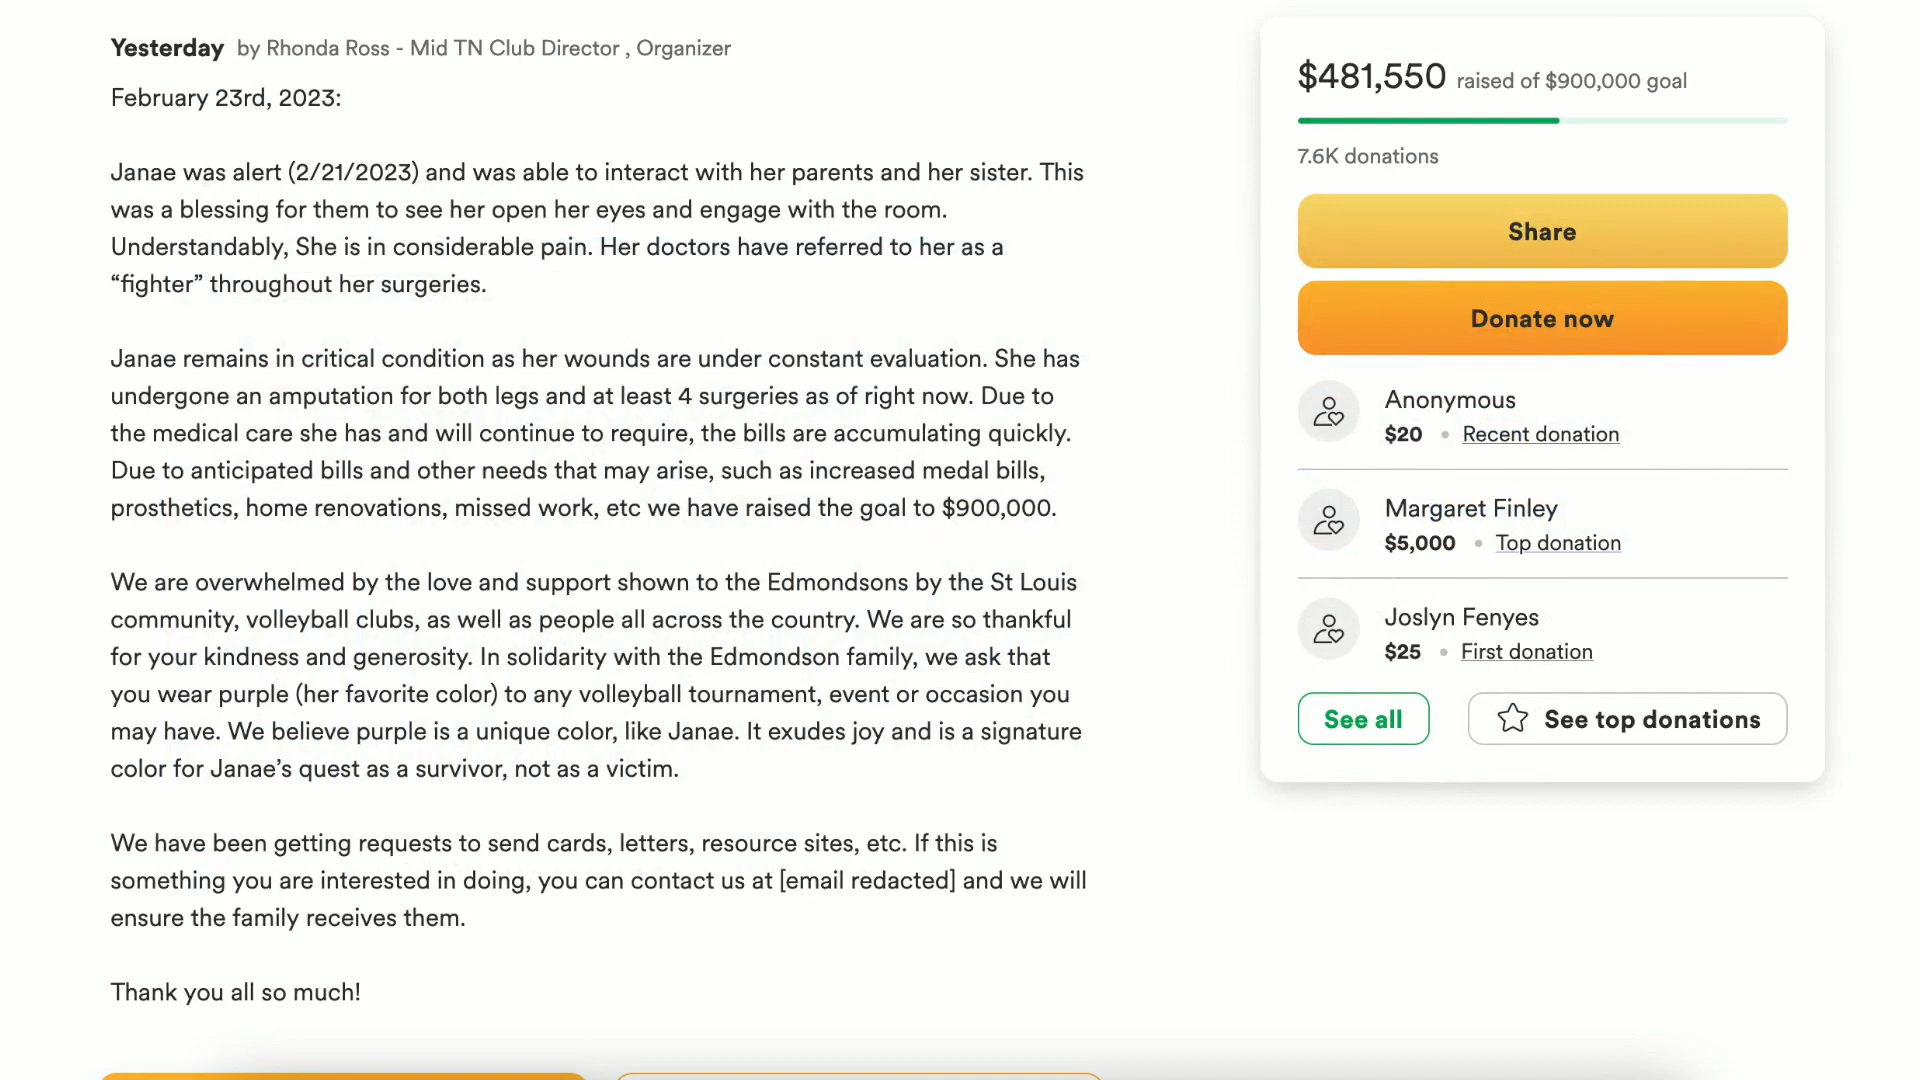 Yesterday by Rhonda Ross - Mid TN Club Director , Organizer
February 23rd, 2023:
Janae was alert (2/21/2023) and was able to interact with her parents and her sister. This
was a blessing for them to see her open her eyes and engage with the room.
Understandably, She is in considerable pain. Her doctors have referred to her as a
“fighter” throughout her surgeries.
Janae remains in critical condition as her wounds are under constant evaluation. She has
undergone an amputation for both legs and at least 4 surgeries as of right now. Due to
the medical care she has and will continue to require, the bills are accumulating quickly.
Due to anticipated bills and other needs that may arise, such as increased medal bills,
prosthetics, home renovations, missed work, etc we have raised the goal to $900,000.
We are overwhelmed by the love and support shown to the Edmondsons by the St Louis
community, volleyball clubs, as well as people all across the country. We are so thankful
for your kindness and generosity. In solidarity with the Edmondson family, we ask that
you wear purple (her favorite color) to any volleyball tournament, event or occasion you
may have. We believe purple is a unique color, like Janae. It exudes joy and is a signature
color for Janae’s quest as a survivor, not as a victim.
We have been getting requests to send cards, letters, resource sites, etc. If this is
something you are interested in doing, you can contact us at [email redacted] and we will
ensure the family receives them.
Thank you all so much!
$481,550 raised of $900,000 goal
7.6K donations
Share
Donate now
Anonymous
$20 • Recent donation
Margaret Finley
$5,000 • Top donation
Joslyn Fenyes
$25 • First donation
See all
See top donations